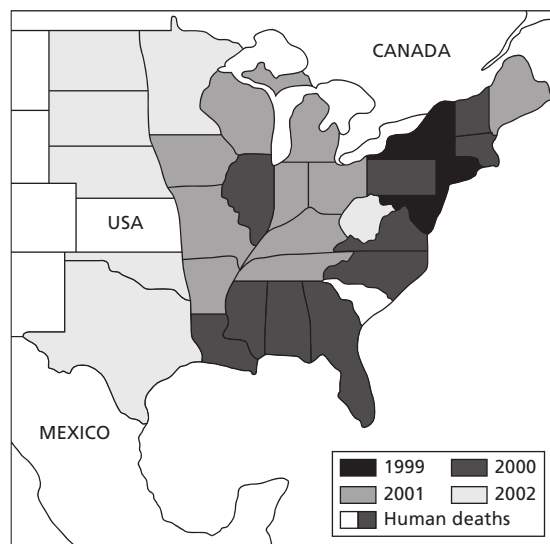 CANADA
USA
MEXICO
1999 2000
2001 2002
Human deaths